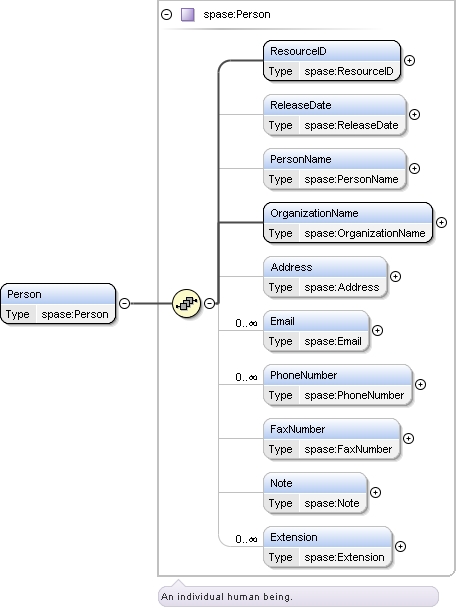 spase:Person
ResourceID
Type spase:ResourceID
ReleaseDate
Type spase:ReleaseDate
PersonName
Type spase:PersonName
OrganizationName
Type spase:OrganizationName
Address
Type spase:Address
Person
Type spase:Person
0..∞
Email
Type spase:Email
0..∞
PhoneNumber
Type spase:PhoneNumber
FaxNumber
Type spase:FaxNumber
Note
Type spase:Note
0..∞
Extension
Type spase:Extension
An individual human being.